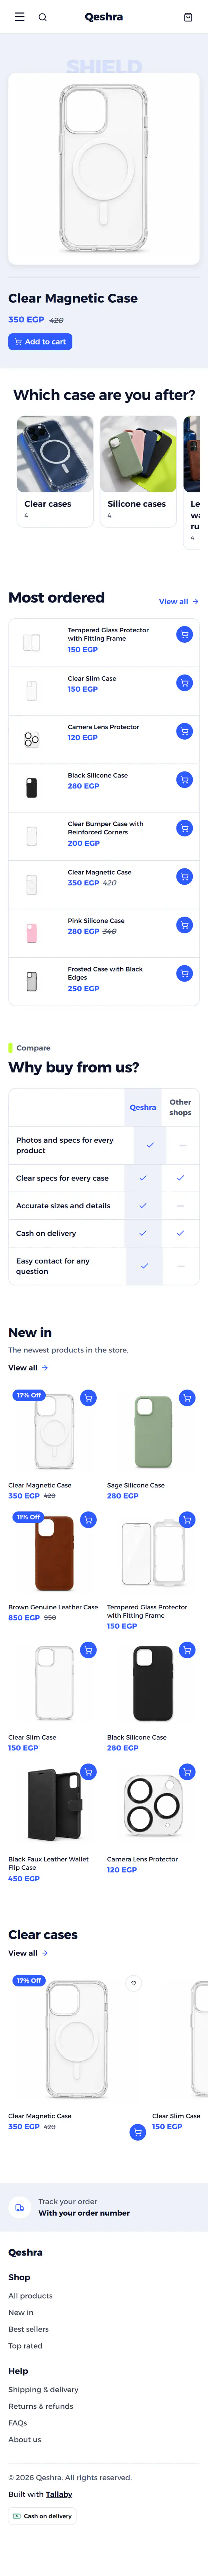 Qeshra
SHIELD
Clear Magnetic Case
350 EGP 420
Add to cart
Which case are you after?
Clear cases
4
Silicone cases
4
Le
wa
ru
4
Most ordered
View all
Tempered Glass Protector
with Fitting Frame
150 EGP
Clear Slim Case
150 EGP
Camera Lens Protector
120 EGP
Black Silicone Case
280 EGP
Clear Bumper Case with
Reinforced Corners
200 EGP
Clear Magnetic Case
350 EGP 420
Pink Silicone Case
280 EGP 340
Frosted Case with Black
Edges
250 EGP
Compare
Why buy from us?
Qeshra
Other
shops
Photos and specs for every
product
Clear specs for every case
Accurate sizes and details
Cash on delivery
Easy contact for any
question
New in
The newest products in the store.
View all
17% Off
Clear Magnetic Case
350 EGP 420
Sage Silicone Case
280 EGP
11% Off
Brown Genuine Leather Case
850 EGP 950
Tempered Glass Protector
with Fitting Frame
150 EGP
Clear Slim Case
150 EGP
Black Silicone Case
280 EGP
Black Faux Leather Wallet
Flip Case
450 EGP
Camera Lens Protector
120 EGP
Clear cases
View all
17% Off
Clear Magnetic Case
350 EGP 420
Clear Slim Case
150 EGP
Track your order
With your order number
Qeshra
Shop
All products
New in
Best sellers
Top rated
Help
Shipping & delivery
Returns & refunds
FAQs
About us
© 2026 Qeshra. All rights reserved.
Built with Tallaby
Cash on delivery